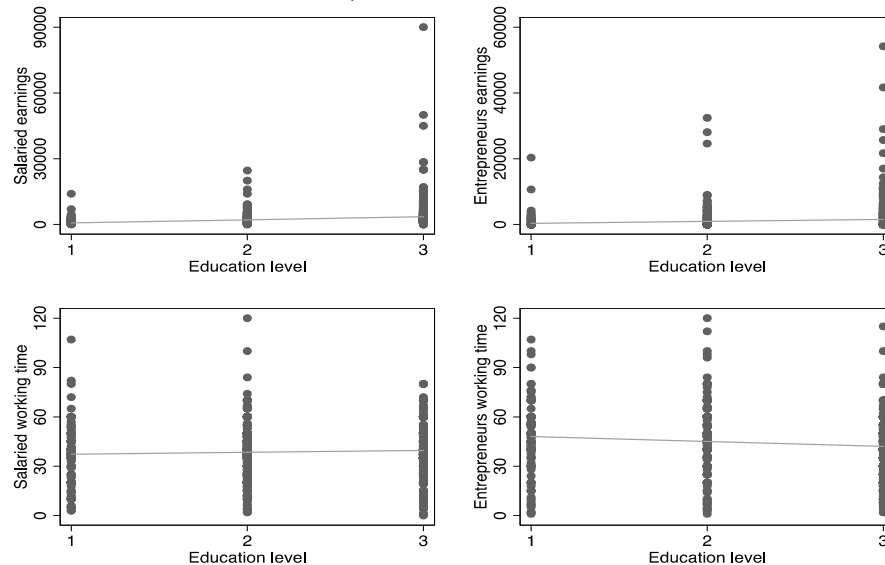 Salaried earnings
90000
60000
30000
0
1 2 3
Education level
Entrepreneurs earnings
60000
40000
20000
0
1 2 3
Education level
Salaried working time
120
90
60
30
0
1 2 3
Education level
Entrepreneurs working time
120
90
60
30
0
1 2 3
Education level